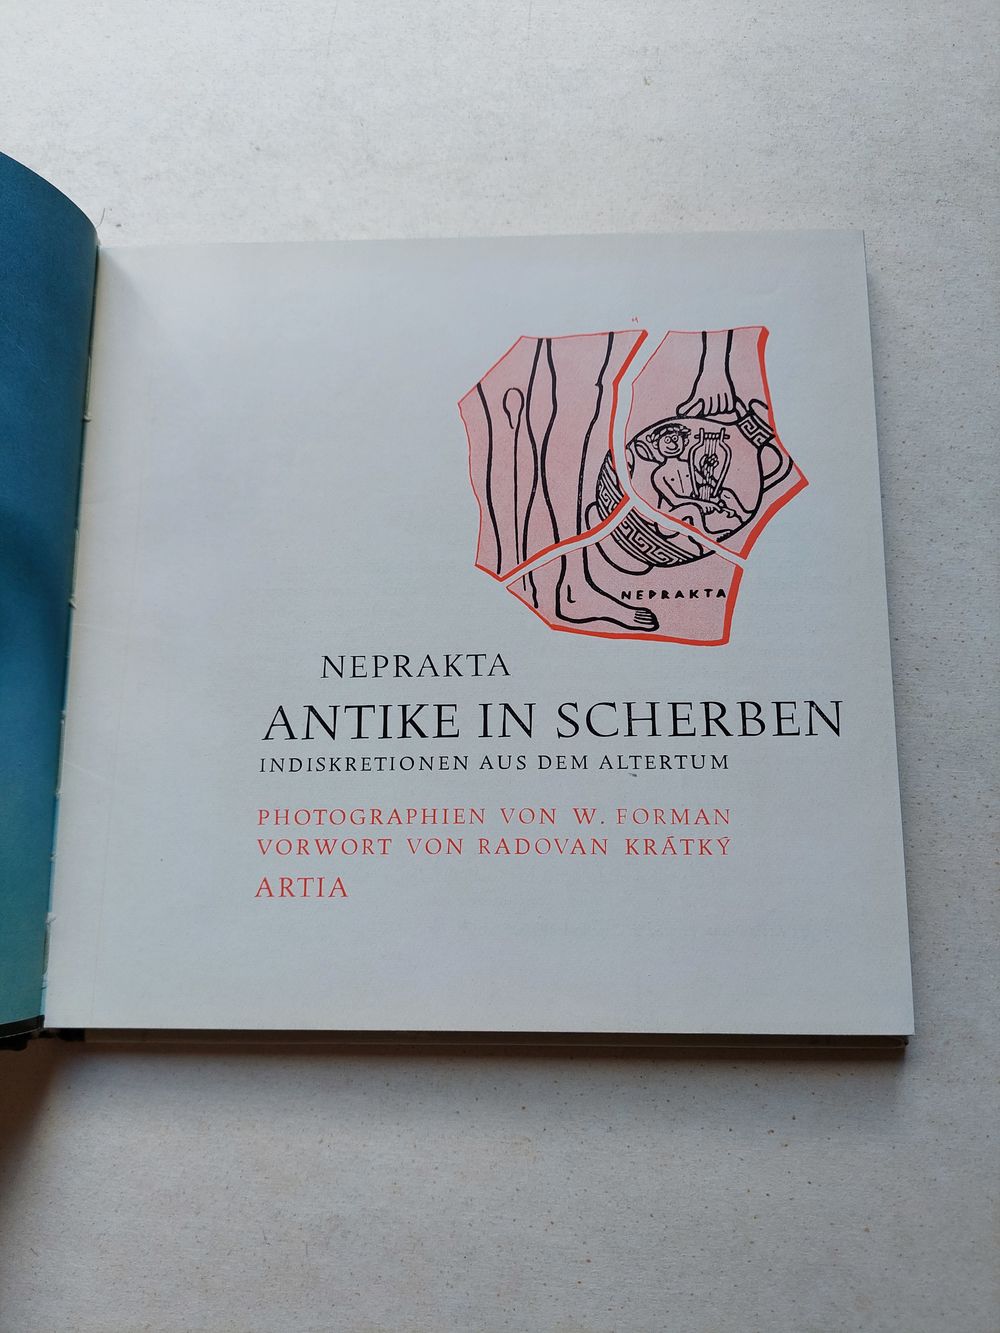 NEPRAKTA
NEPRAKTA
ANTIKE IN SCHERBEN
INDISKRETIONEN AUS DEM ALTERTUM
PHOTOGRAPHIEN VON W. FORMAN
VORWORT VON RADOVAN KRÁTKÝ
ARTIA